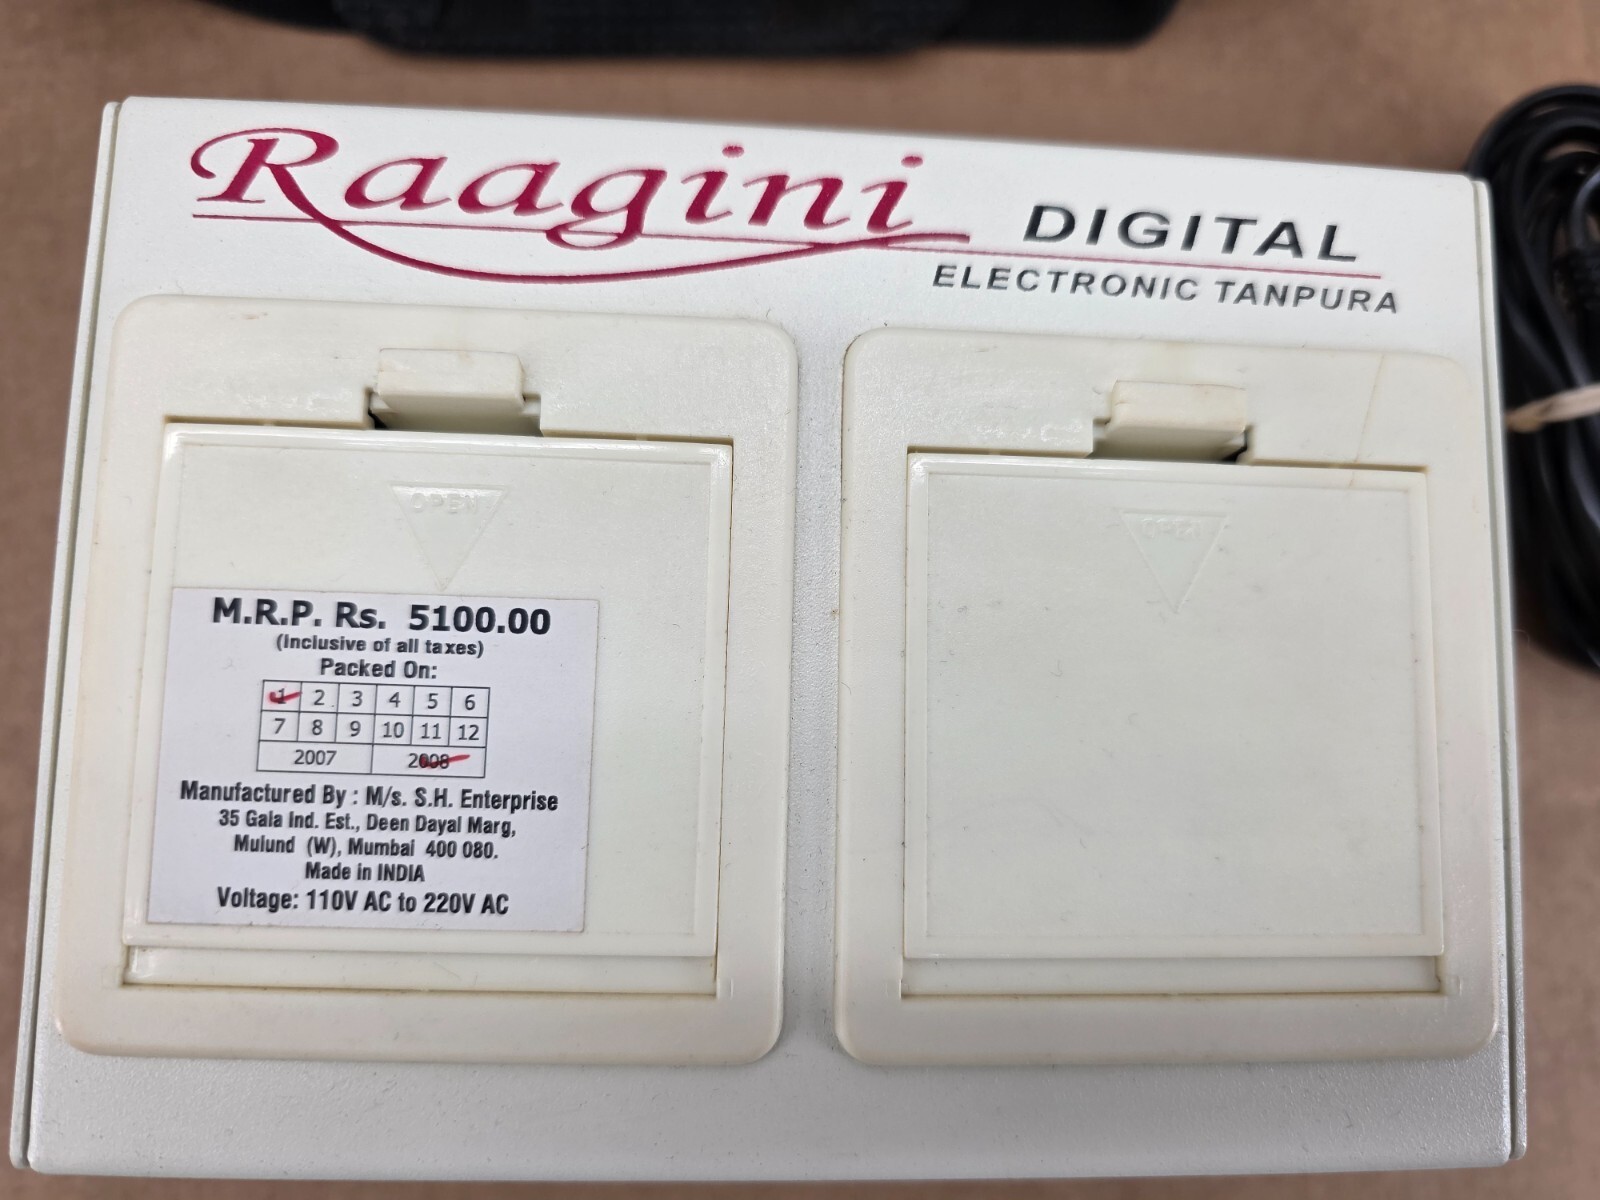 Raagini DIGITAL
ELECTRONIC TANPURA
OPEN
OPEN
M.R.P. Rs. 5100.00
(Inclusive of all taxes)
Packed On:
1 2 3 4 5 6
7 8 9 10 11 12
2007 2008
Manufactured By : M/s. S.H. Enterprise
35 Gala Ind. Est., Deen Dayal Marg,
Mulund (W), Mumbai 400 080.
Made in INDIA
Voltage: 110V AC to 220V AC